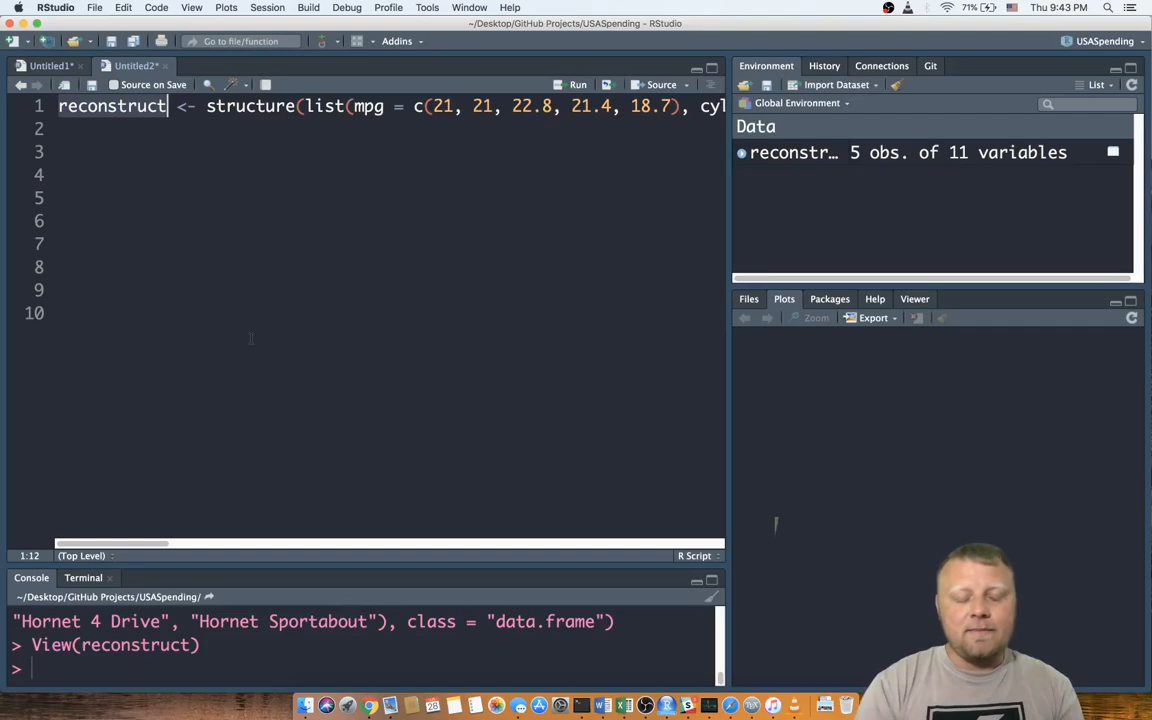 RStudio File Edit Code View Plots Session Build Debug Profile Tools Window Help 71% Thu 9:43 PM
~/Desktop/GitHub Projects/USASpending - RStudio
Go to file/function Addins USASpending
Untitled1* Untitled2*
Source on Save Run Source
1 reconstruct <- structure(list(mpg = c(21, 21, 22.8, 21.4, 18.7), cyl
2
3
4
5
6
7
8
9
10
1:12 (Top Level) R Script
Console Terminal
~/Desktop/GitHub Projects/USASpending/
"Hornet 4 Drive", "Hornet Sportabout"), class = "data.frame")
> View(reconstruct)
>
Environment History Connections Git
Import Dataset List
Global Environment
Data
reconstr… 5 obs. of 11 variables
Files Plots Packages Help Viewer
Zoom Export